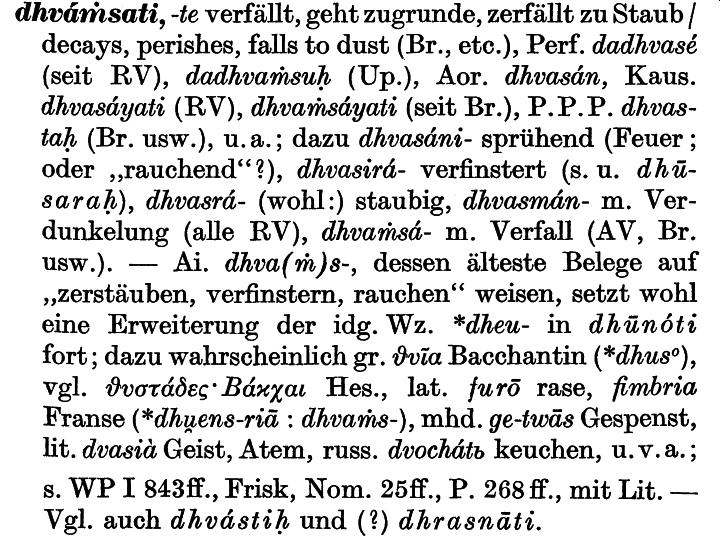 dhváṁsati, -te verfällt, geht zugrunde, zerfällt zu Staub /
decays, perishes, falls to dust (Br., etc.), Perf. dadhvasé
(seit RV), dadhvaṁsuḥ (Up.), Aor. dhvasán, Kaus.
dhvasáyati (RV), dhvaṁsáyati (seit Br.), P. P. P. dhvas-
taḥ (Br. usw.), u. a.; dazu dhvasáni- sprühend (Feuer;
oder „rauchend“?), dhvasirá- verfinstert (s. u. dhū-
saraḥ), dhvasrá- (wohl:) staubig, dhvasmán- m. Ver-
dunkelung (alle RV), dhvaṁsá- m. Verfall (AV, Br.
usw.). — Ai. dhva(ṁ)s-, dessen älteste Belege auf
„zerstäuben, verfinstern, rauchen“ weisen, setzt wohl
eine Erweiterung der idg. Wz. *dheu- in dhūnóti
fort; dazu wahrscheinlich gr. ϑυῖα Bacchantin (*dhus°),
vgl. ϑυστάδες· Βάκχαι Hes., lat. furō rase, fimbria
Franse (*dhu̯ens-riā : dhvaṁs-), mhd. ge-twās Gespenst,
lit. dvasià Geist, Atem, russ. dvochátь keuchen, u. v. a.;
s. WP I 843ff., Frisk, Nom. 25ff., P. 268ff., mit Lit. —
Vgl. auch dhvástiḥ und (?) dhrasnāti.